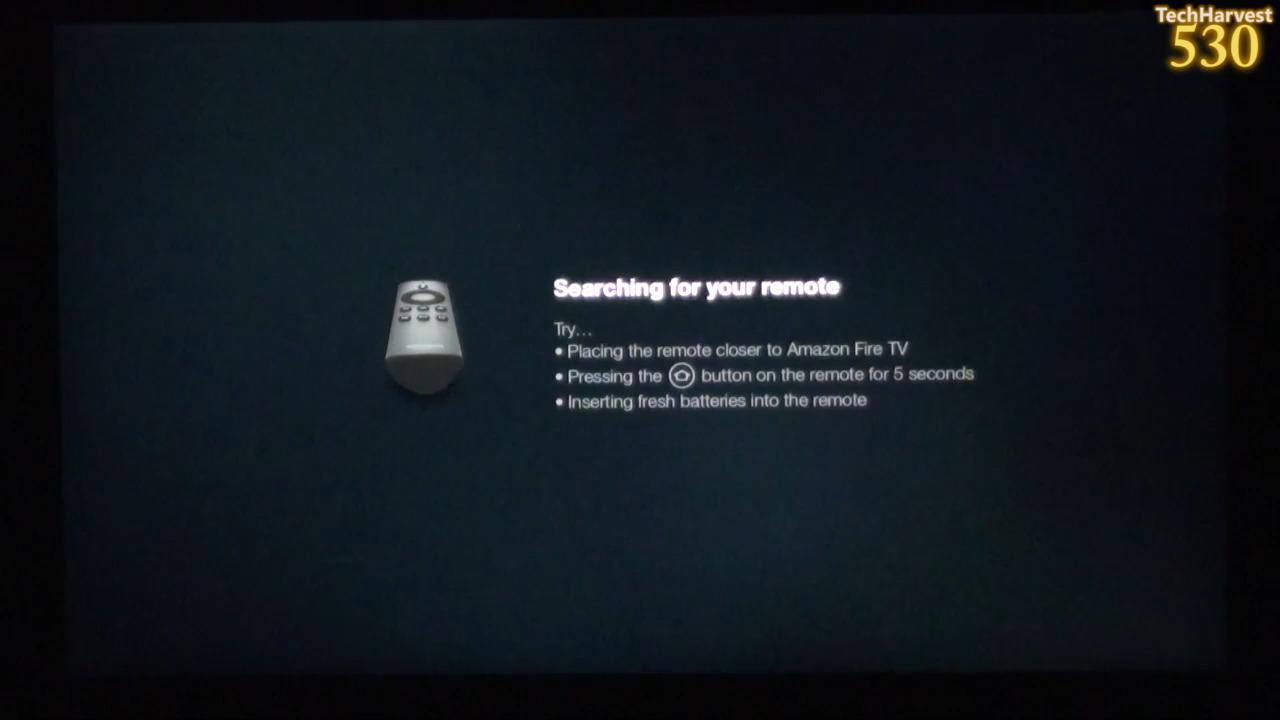 TechHarvest
530
Searching for your remote
Try...
• Placing the remote closer to Amazon Fire TV
• Pressing the button on the remote for 5 seconds
• Inserting fresh batteries into the remote